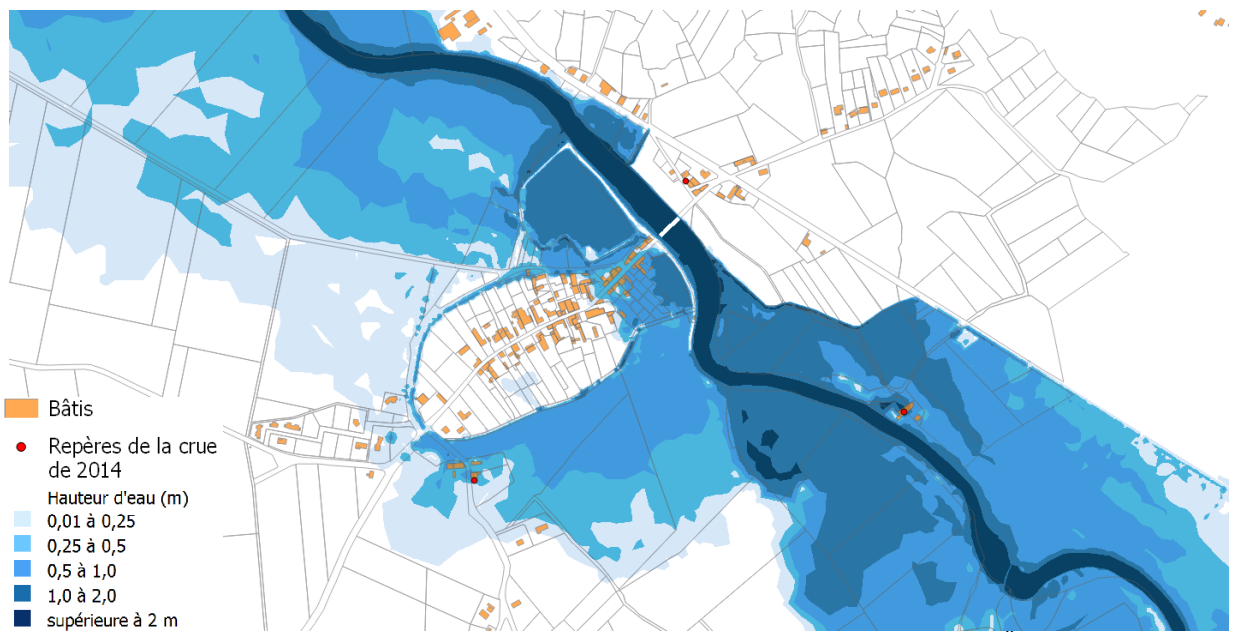 Bâtis
Repères de la crue
de 2014
Hauteur d'eau (m)
0,01 à 0,25
0,25 à 0,5
0,5 à 1,0
1,0 à 2,0
supérieure à 2 m